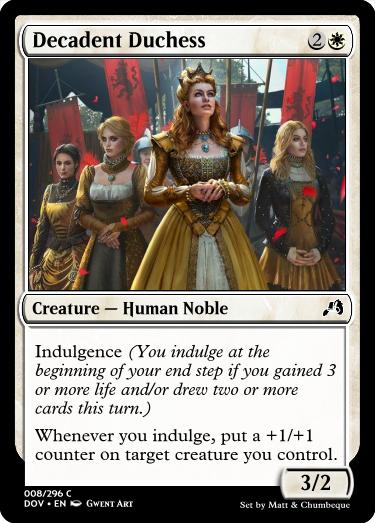 Decadent Duchess 2
Creature — Human Noble
Indulgence (You indulge at the
beginning of your end step if you gained 3
or more life and/or drew two or more
cards this turn.)
Whenever you indulge, put a +1/+1
counter on target creature you control.
3/2
008/296 C
DOV • EN Gwent Art
Set by Matt & Chumbeque